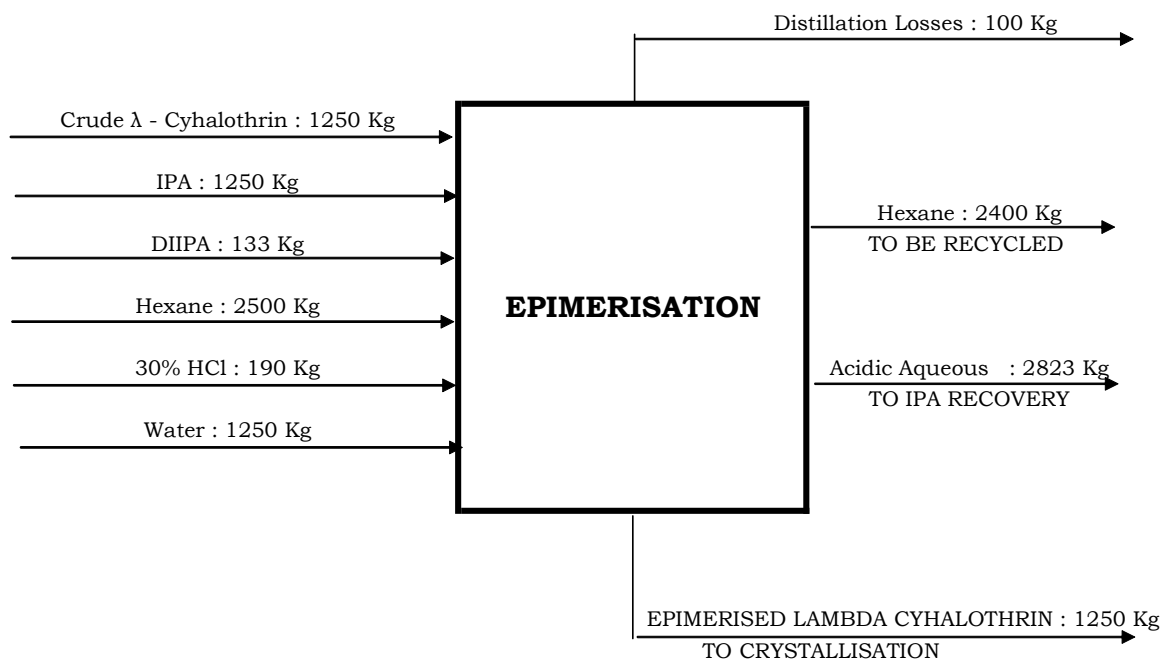 Distillation Losses : 100 Kg
Crude λ - Cyhalothrin : 1250 Kg
IPA : 1250 Kg
DIIPA : 133 Kg
Hexane : 2500 Kg
30% HCl : 190 Kg
Water : 1250 Kg
EPIMERISATION
Hexane : 2400 Kg
TO BE RECYCLED
Acidic Aqueous : 2823 Kg
TO IPA RECOVERY
EPIMERISED LAMBDA CYHALOTHRIN : 1250 Kg
TO CRYSTALLISATION